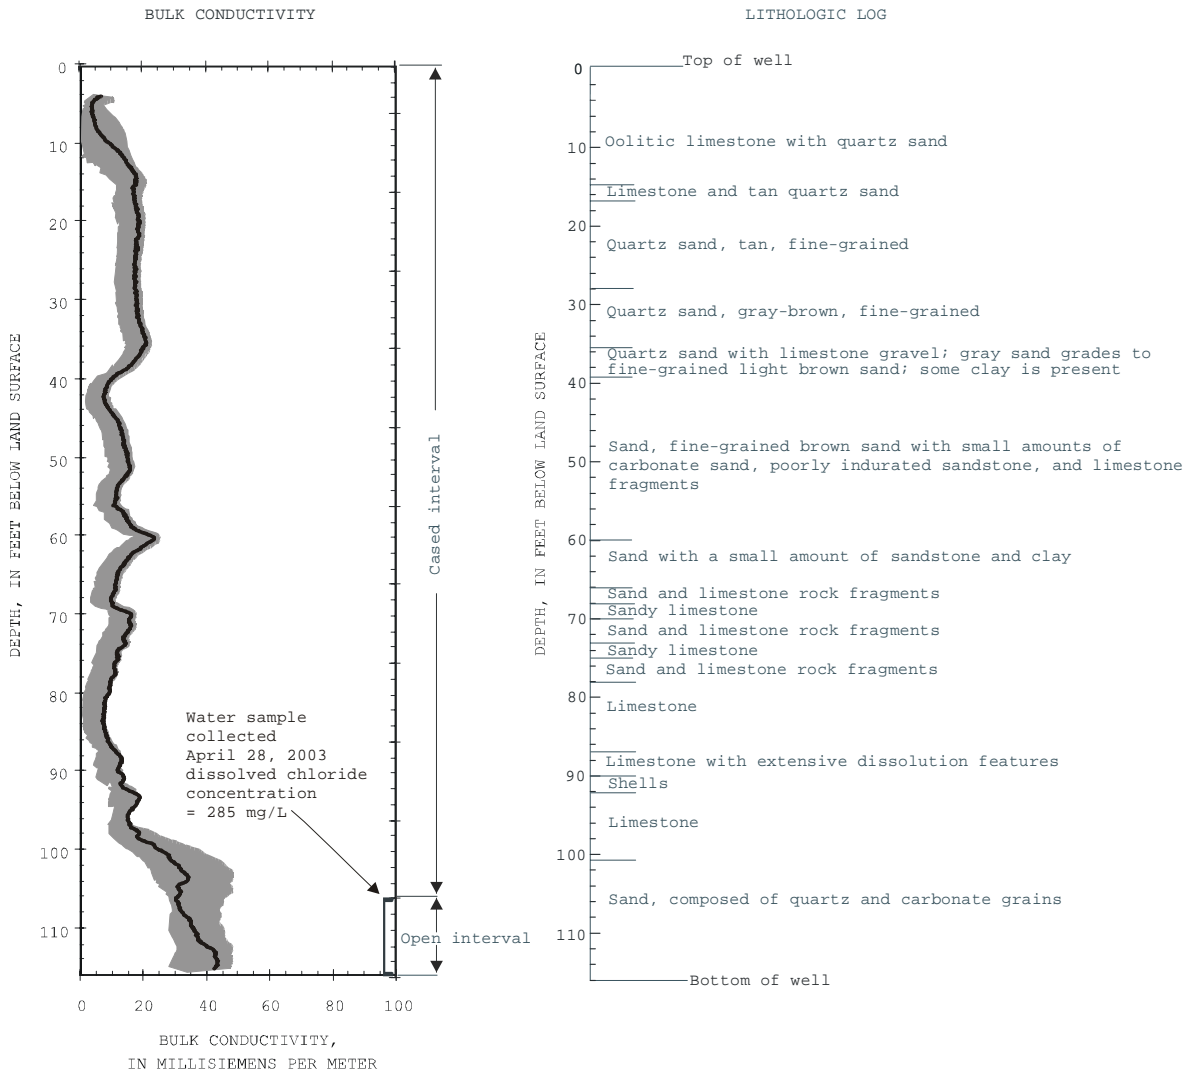 BULK CONDUCTIVITY
0
10
20
30
40
50
60
70
80
90
100
110
DEPTH, IN FEET BELOW LAND SURFACE
Water sample
collected
April 28, 2003
dissolved chloride
concentration
= 285 mg/L
Cased interval
Open interval
0 20 40 60 80 100
BULK CONDUCTIVITY,
IN MILLISIEMENS PER METER
LITHOLOGIC LOG
0
10
20
30
40
50
60
70
80
90
100
110
DEPTH, IN FEET BELOW LAND SURFACE
Top of well
Oolitic limestone with quartz sand
Limestone and tan quartz sand
Quartz sand, tan, fine-grained
Quartz sand, gray-brown, fine-grained
Quartz sand with limestone gravel; gray sand grades to
fine-grained light brown sand; some clay is present
Sand, fine-grained brown sand with small amounts of
carbonate sand, poorly indurated sandstone, and limestone
fragments
Sand with a small amount of sandstone and clay
Sand and limestone rock fragments
Sandy limestone
Sand and limestone rock fragments
Sandy limestone
Sand and limestone rock fragments
Limestone
Limestone with extensive dissolution features
Shells
Limestone
Sand, composed of quartz and carbonate grains
Bottom of well